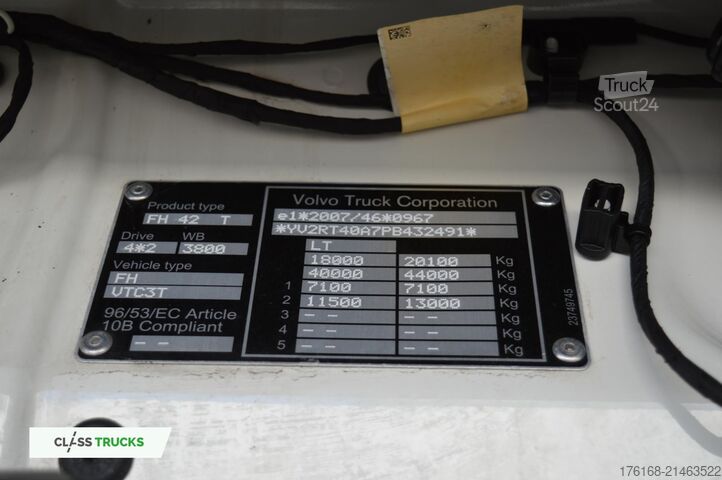 Truck
Scout24
Product type
FH 42 T
Drive WB
4*2 3800
Vehicle type
FH
VTC3T
96/53/EC Article
10B Compliant
-- --
Volvo Truck Corporation
e1*2007/46*0967
*YV2RT40A7PB432491*
LT
18000 20100 Kg
40000 44000 Kg
1 7100 7100 Kg
2 11500 13000 Kg
3 -- -- -- -- Kg
4 -- -- -- -- Kg
5 -- -- -- -- Kg
23749745
CLASS TRUCKS
176168-21463522